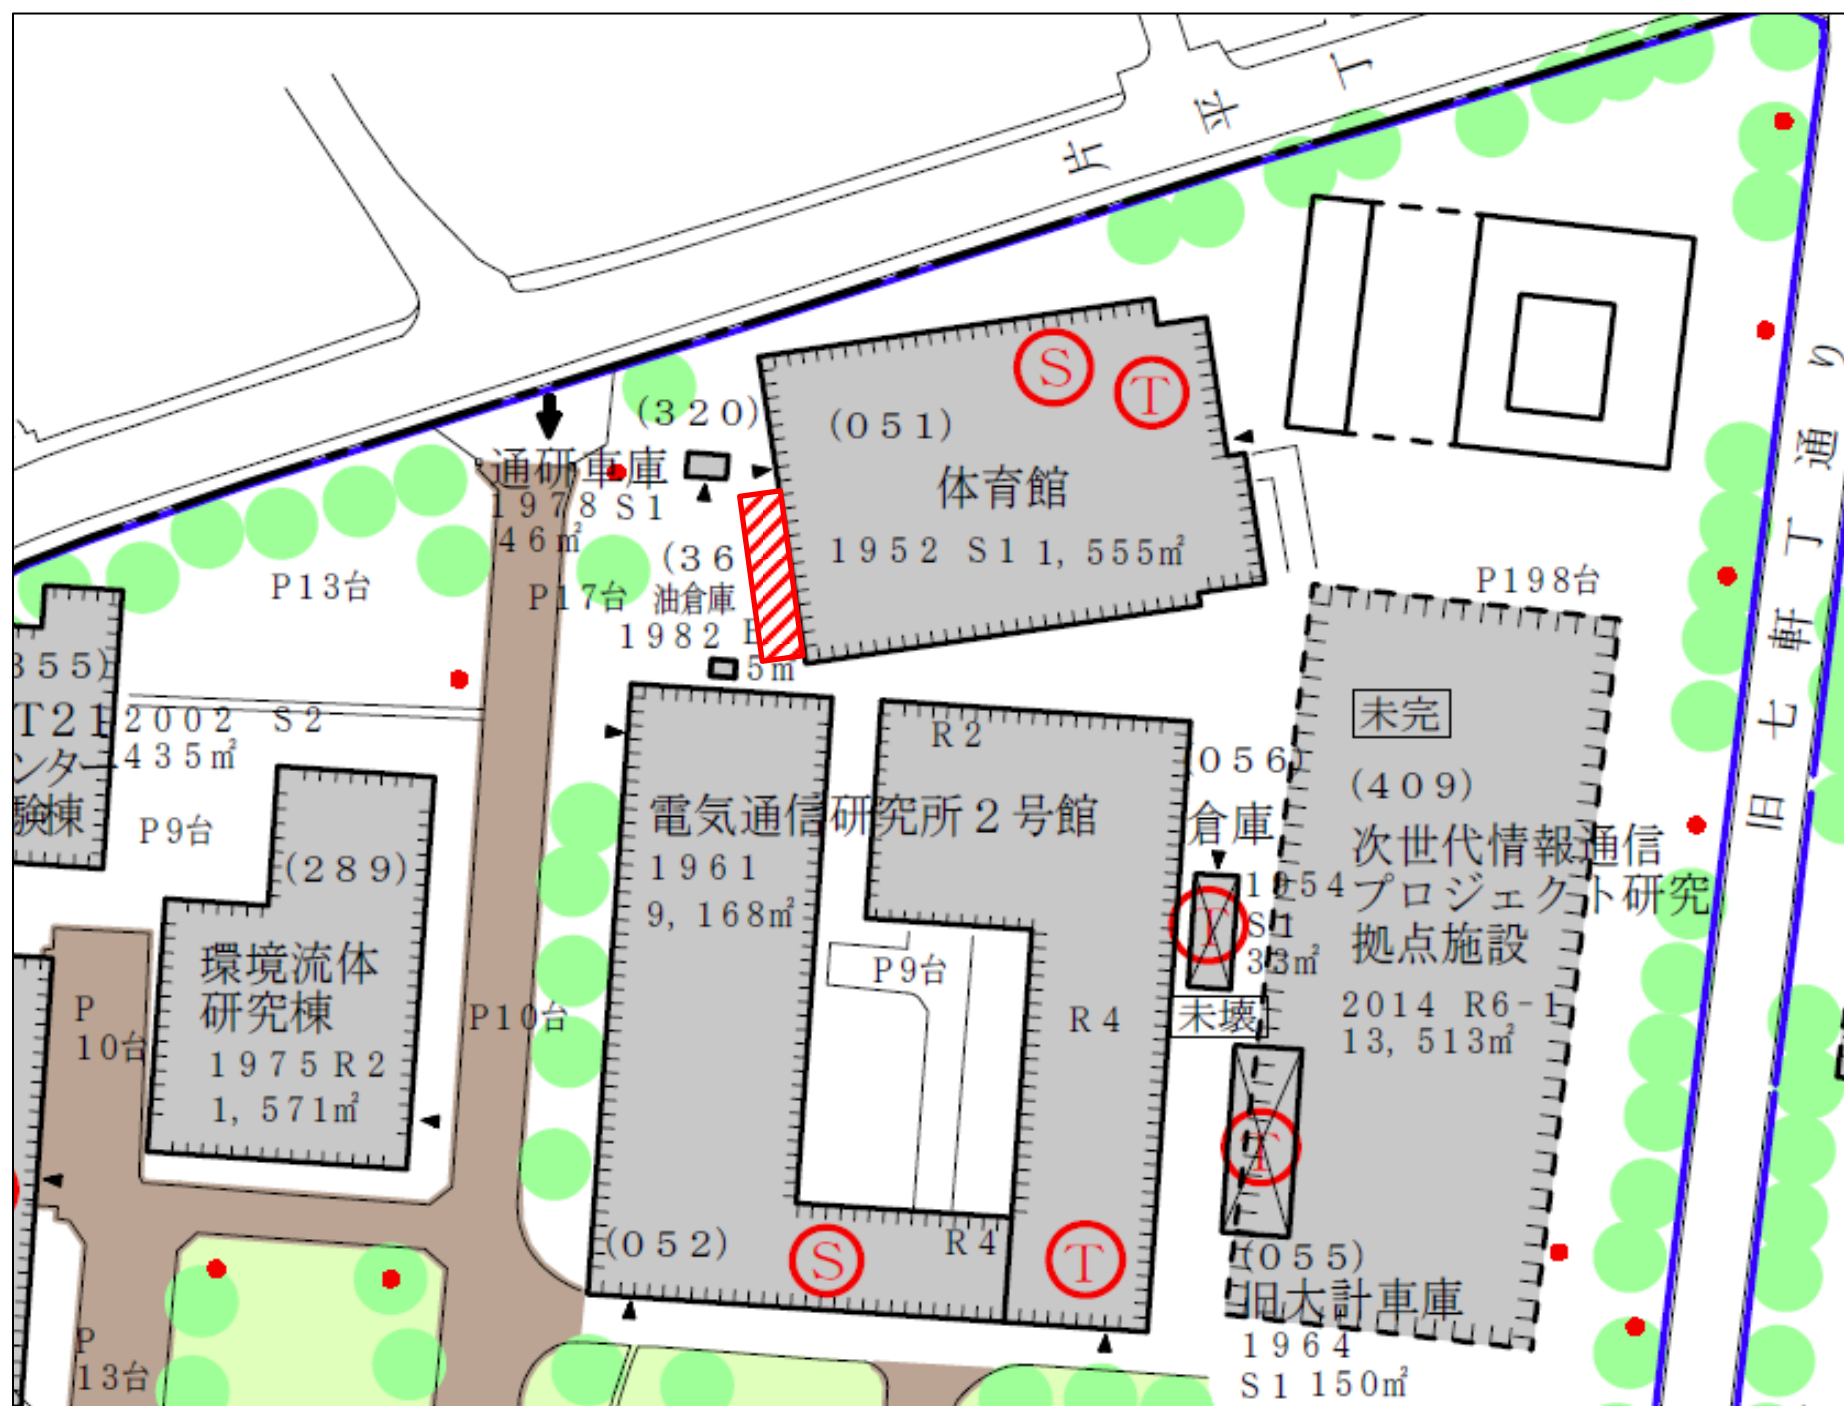 片平丁
旧七軒丁通り
(320)
通研車庫
1978 S1
46㎡
(051)
体育館
1952 S1 1,555㎡
S
T
(36
油倉庫
1982
5㎡
P13台
P17台
P198台
355)
T21
2002 S2
435㎡
ンター
験棟
P9台
(289)
環境流体
研究棟
1975 R2
1,571㎡
P
10台
P10台
P
13台
電気通信研究所2号館
1961
9,168㎡
R2
P9台
R4
R4
(052)
S
T
(056)
倉庫
1954
S1
33㎡
T
未壊
T
(055)
旧大計車庫
1964
S1 150㎡
未完
(409)
次世代情報通信
プロジェクト研究
拠点施設
2014 R6-1
13,513㎡